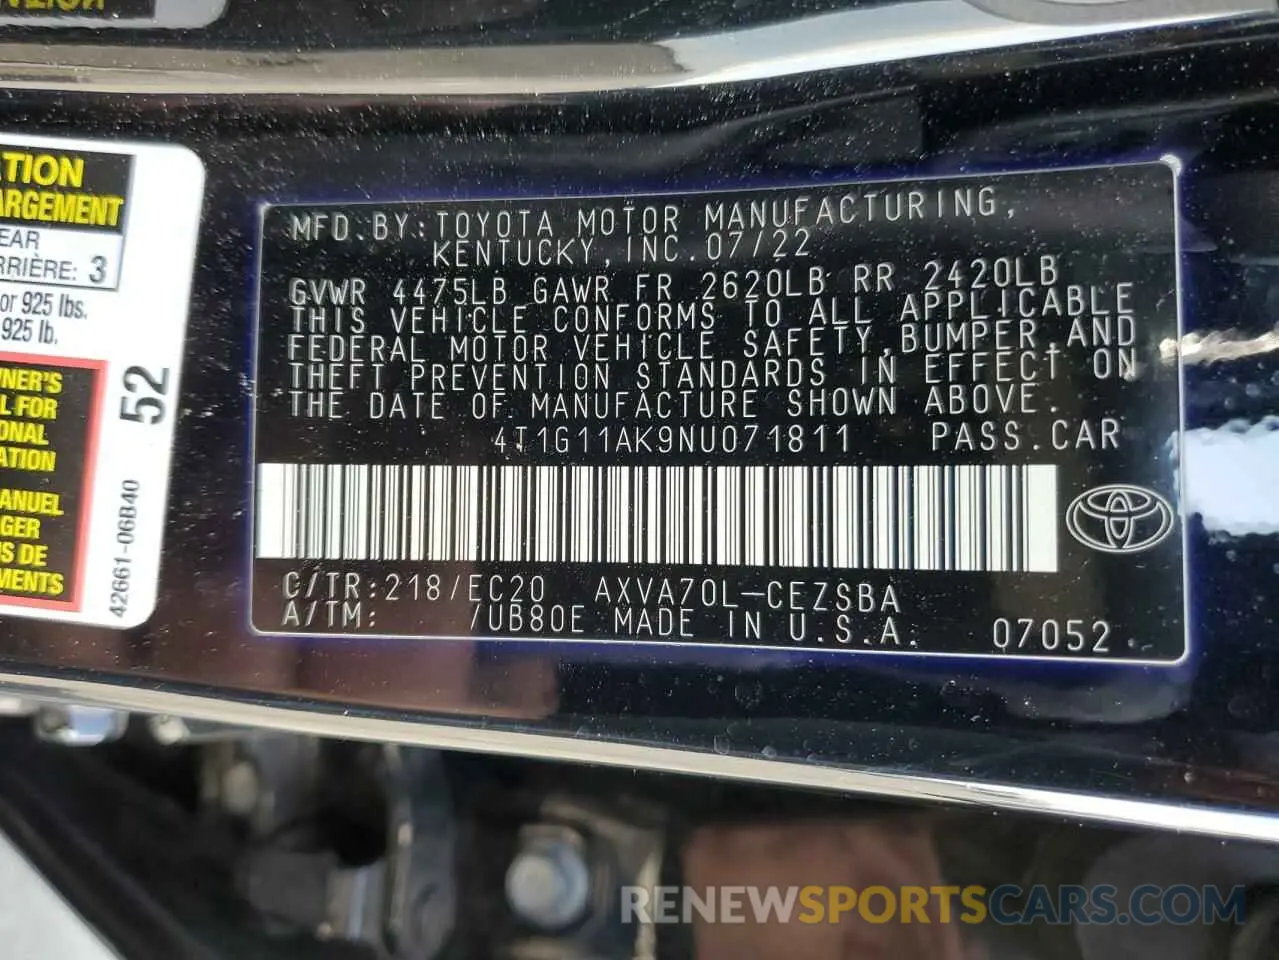 ATION
ARGEMENT
EAR
RRIÈRE: 3
or 925 lbs.
925 lb.
NER'S
L FOR
ONAL
ATION
ANUEL
GER
S DE
MENTS
52
42661-06B40
MFD.BY:TOYOTA MOTOR MANUFACTURING,
KENTUCKY,INC.07/22
GVWR 4475LB GAWR FR 2620LB RR 2420LB
THIS VEHICLE CONFORMS TO ALL APPLICABLE
FEDERAL MOTOR VEHICLE SAFETY,BUMPER,AND
THEFT PREVENTION STANDARDS IN EFFECT ON
THE DATE OF MANUFACTURE SHOWN ABOVE.
4T1G11AK9NU071811 PASS.CAR
C/TR:218/EC20 AXVA70L-CEZSBA
A/TM: /UB80E MADE IN U.S.A. 07052
RENEWSPORTSCARS.COM